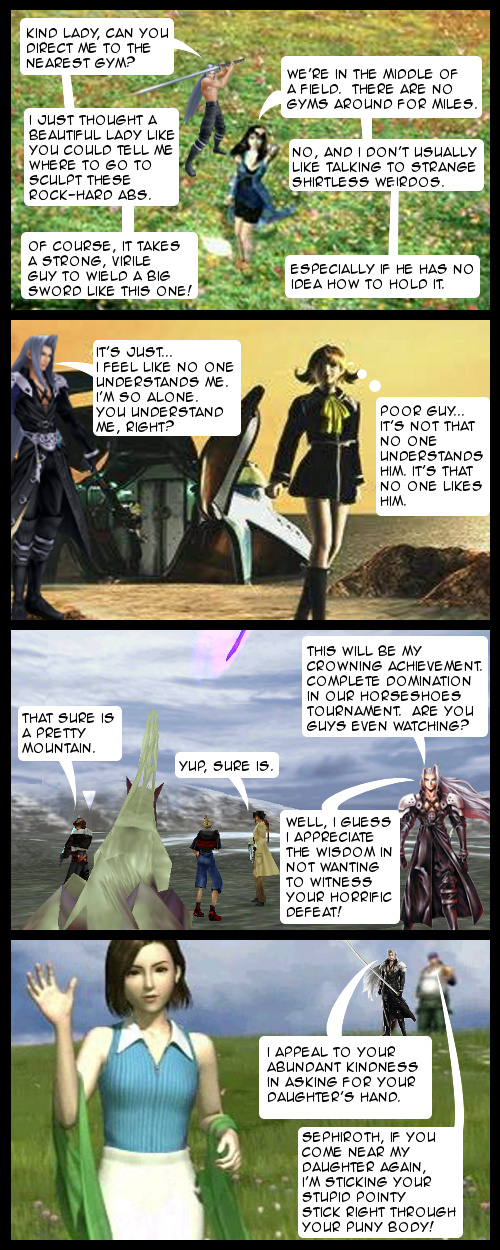 KIND LADY, CAN YOU
DIRECT ME TO THE
NEAREST GYM?
WE'RE IN THE MIDDLE OF
A FIELD. THERE ARE NO
GYMS AROUND FOR MILES.
I JUST THOUGHT A
BEAUTIFUL LADY LIKE
YOU COULD TELL ME
WHERE TO GO TO
SCULPT THESE
ROCK-HARD ABS.
NO, AND I DON'T USUALLY
LIKE TALKING TO STRANGE
SHIRTLESS WEIRDOS.
OF COURSE, IT TAKES
A STRONG, VIRILE
GUY TO WIELD A BIG
SWORD LIKE THIS ONE!
ESPECIALLY IF HE HAS NO
IDEA HOW TO HOLD IT.
IT'S JUST...
I FEEL LIKE NO ONE
UNDERSTANDS ME.
I'M SO ALONE.
YOU UNDERSTAND
ME, RIGHT?
POOR GUY...
IT'S NOT THAT
NO ONE
UNDERSTANDS
HIM. IT'S THAT
NO ONE LIKES
HIM.
THIS WILL BE MY
CROWNING ACHIEVEMENT.
COMPLETE DOMINATION
IN OUR HORSESHOES
TOURNAMENT. ARE YOU
GUYS EVEN WATCHING?
THAT SURE IS
A PRETTY
MOUNTAIN.
YUP, SURE IS.
WELL, I GUESS
I APPRECIATE
THE WISDOM IN
NOT WANTING
TO WITNESS
YOUR HORRIFIC
DEFEAT!
I APPEAL TO YOUR
ABUNDANT KINDNESS
IN ASKING FOR YOUR
DAUGHTER'S HAND.
SEPHIROTH, IF YOU
COME NEAR MY
DAUGHTER AGAIN,
I'M STICKING YOUR
STUPID POINTY
STICK RIGHT THROUGH
YOUR PUNY BODY!